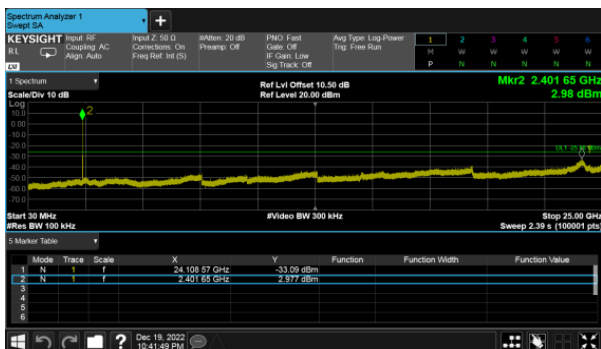 Spectrum Analyzer 1
Swept SA
+
KEYSIGHT Input: RF Input Z: 50 Ω #Atten: 20 dB PNO: Fast Avg Type: Log-Power 1 2 3 4 5 6
RL Coupling: AC Corrections: On Preamp: Off Gate: Off Trig: Free Run M W W W W W
Align: Auto Freq Ref: Int (S) IF Gain: Low P N N N N N
Sig Track: Off
LXI
1 Spectrum Ref Lvl Offset 10.50 dB Mkr2 2.401 65 GHz
Scale/Div 10 dB Ref Level 20.00 dBm 2.98 dBm
Log
10.0
2
0.00
-10.0
-20.0
-30.0
-40.0
-50.0
-60.0
-70.0
Start 30 MHz #Video BW 300 kHz Stop 25.00 GHz
#Res BW 100 kHz Sweep 2.39 s (100001 pts)
5 Marker Table
Mode Trace Scale X Y Function Function Width Function Value
1 N 1 f 24.108 57 GHz -33.09 dBm
2 N 1 f 2.401 65 GHz 2.977 dBm
3
4
5
6
? Dec 19, 2022
10:41:49 PM